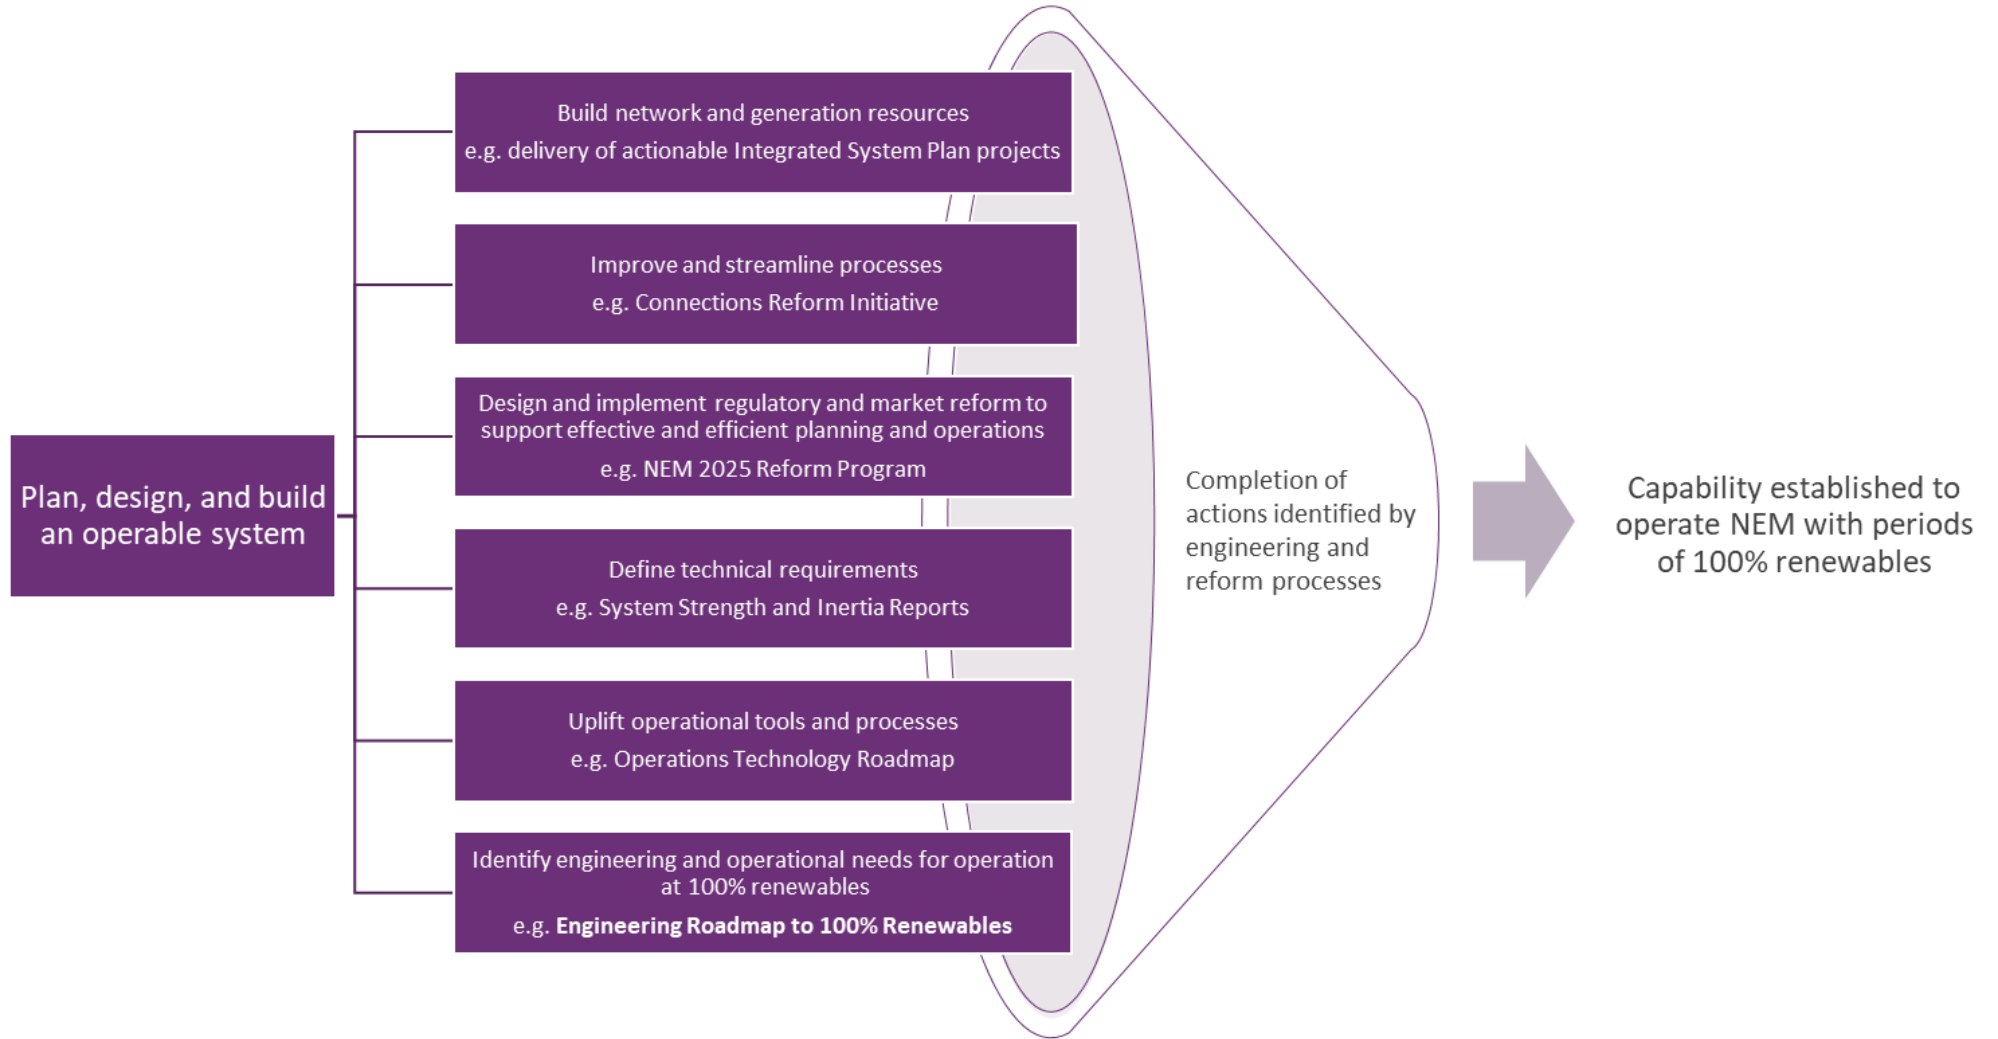 Build network and generation resources
e.g. delivery of actionable Integrated System Plan projects
Improve and streamline processes
e.g. Connections Reform Initiative
Design and implement regulatory and market reform to
support effective and efficient planning and operations
e.g. NEM 2025 Reform Program
Plan, design, and build
an operable system
Define technical requirements
e.g. System Strength and Inertia Reports
Uplift operational tools and processes
e.g. Operations Technology Roadmap
Identify engineering and operational needs for operation
at 100% renewables
e.g. Engineering Roadmap to 100% Renewables
Completion of
actions identified by
engineering and
reform processes
Capability established to
operate NEM with periods
of 100% renewables